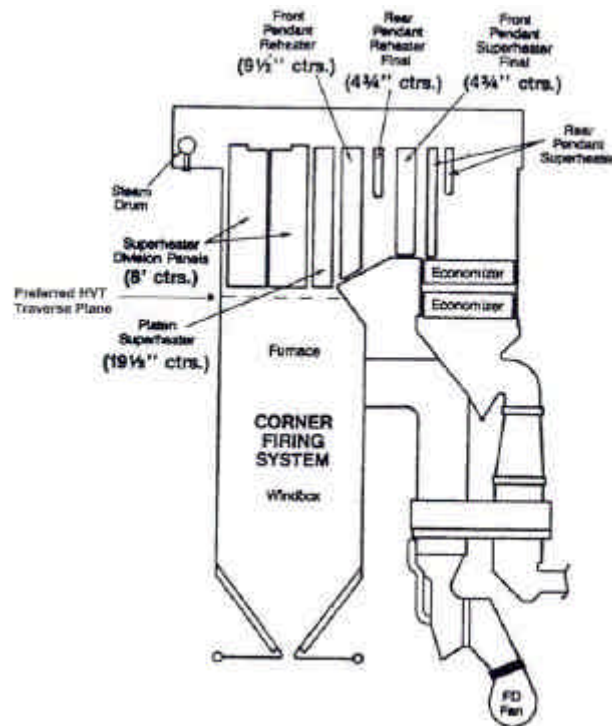 Front
Pendant
Reheater
(9½" ctrs.)
Rear
Pendant
Reheater
Final
(4¾" ctrs.)
Front
Pendant
Superheater
Final
(4¾" ctrs.)
Rear
Pendant
Superheater
Steam
Drum
Superheater
Division Panels
(8' ctrs.)
Preferred HVT
Traverse Plane
Platen
Superheater
(19½" ctrs.)
Economizer
Economizer
Furnace
CORNER
FIRING
SYSTEM
Windbox
FD
Fan